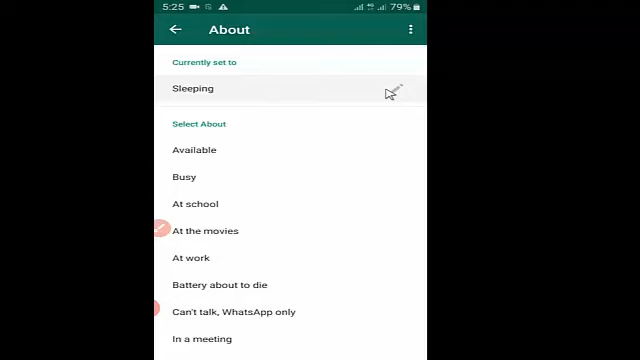 5:25 79%
About
Currently set to
Sleeping
Select About
Available
Busy
At school
At the movies
At work
Battery about to die
Can't talk, WhatsApp only
In a meeting